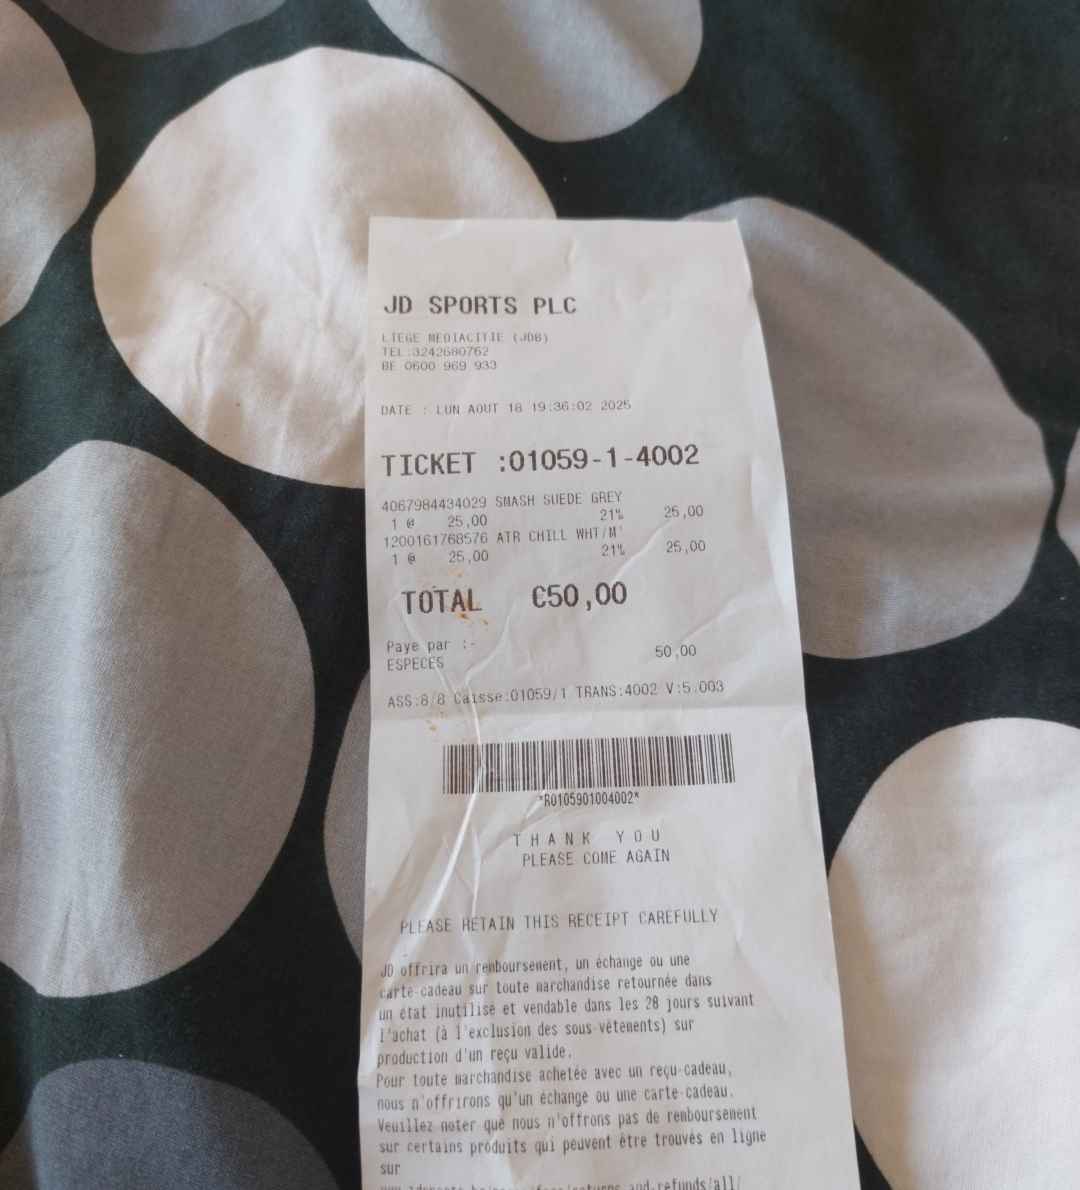 JD SPORTS PLC
LIEGE MEDIACITIE (JDB)
TEL:3242680762
BE 0600 969 933
DATE : LUN AOUT 18 19:36:02 2025
TICKET :01059-1-4002
4067984434029 SMASH SUEDE GREY
1 @ 25,00 21% 25,00
1200161768576 ATR CHILL WHT/M'
1 @ 25,00 21% 25,00
TOTAL €50,00
Paye par :-
ESPECES 50,00
ASS:8/8 Caisse:01059/1 TRANS:4002 V:5.003
*R0105901004002*
THANK YOU
PLEASE COME AGAIN
PLEASE RETAIN THIS RECEIPT CAREFULLY
JD offrira un remboursement, un échange ou une
carte-cadeau sur toute marchandise retournée dans
un état inutilisé et vendable dans les 28 jours suivant
l'achat (à l'exclusion des sous-vêtements) sur
production d'un reçu valide.
Pour toute marchandise achetée avec un reçu-cadeau,
nous n'offrirons qu'un échange ou une carte-cadeau.
Veuillez noter que nous n'offrons pas de remboursement
sur certains produits qui peuvent être trouvés en ligne
sur